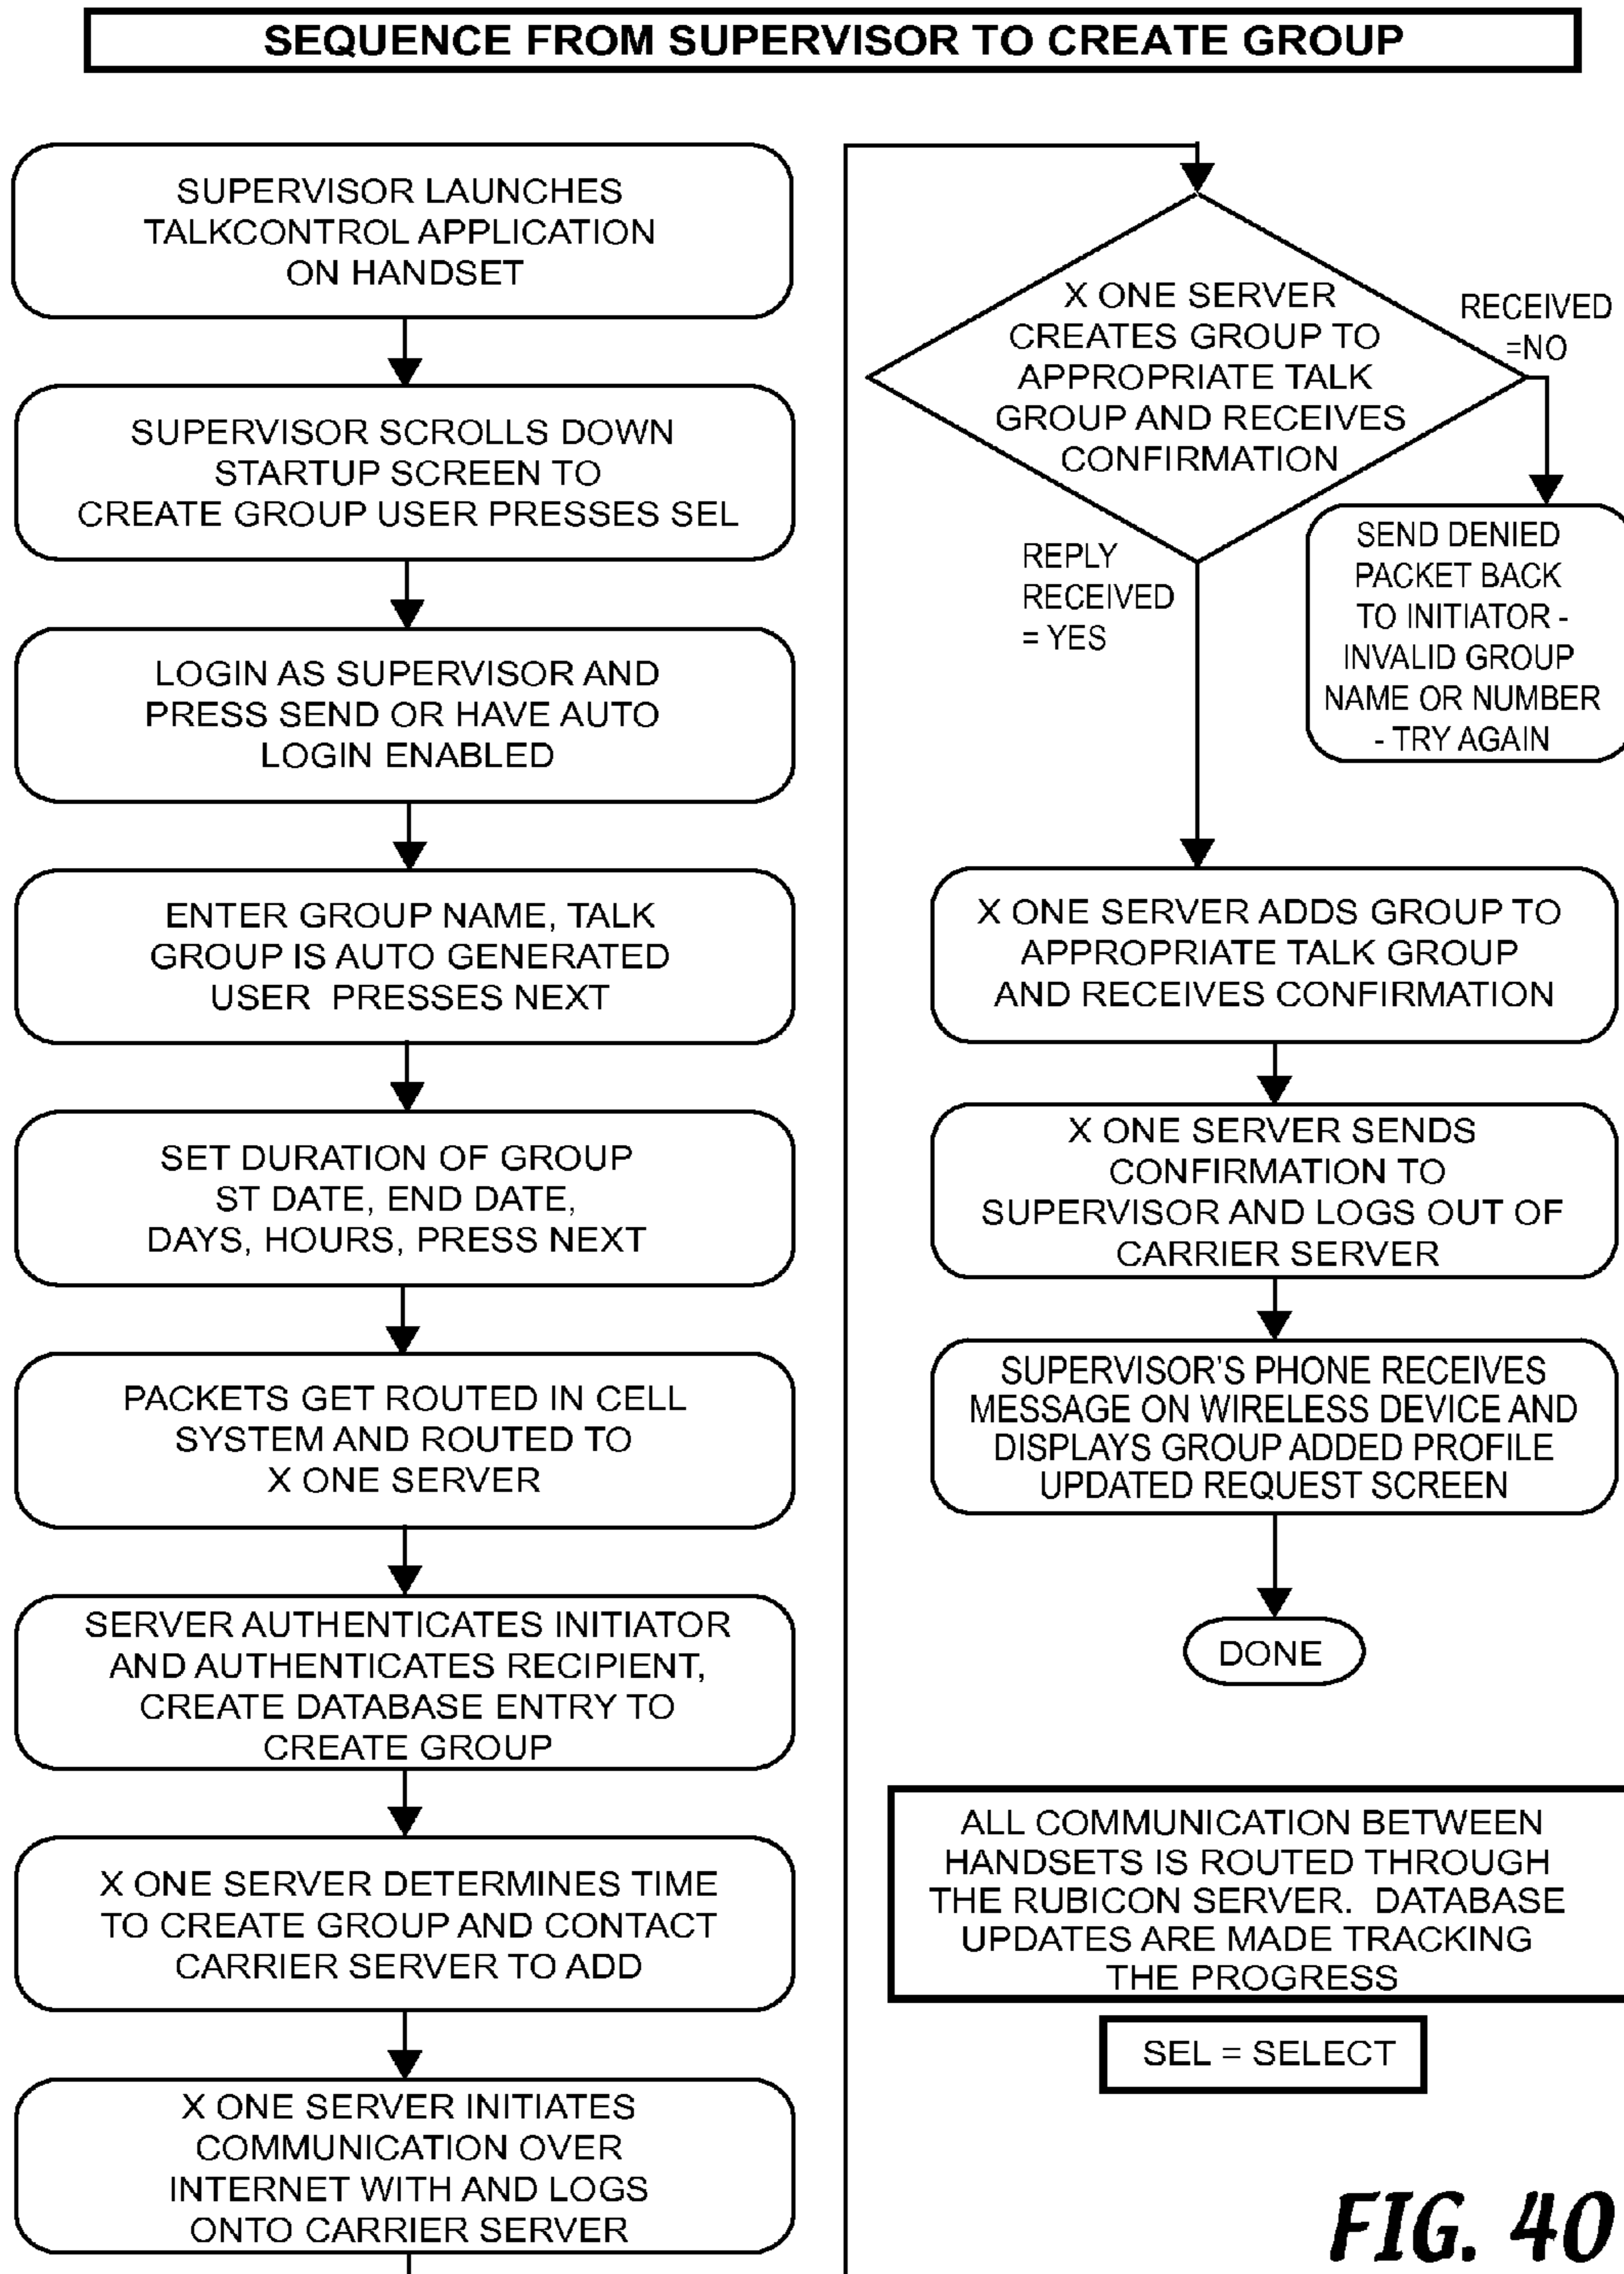 SEQUENCE FROM SUPERVISOR TO CREATE GROUP
SUPERVISOR LAUNCHES
TALKCONTROL APPLICATION
ON HANDSET
SUPERVISOR SCROLLS DOWN
STARTUP SCREEN TO
CREATE GROUP USER PRESSES SEL
LOGIN AS SUPERVISOR AND
PRESS SEND OR HAVE AUTO
LOGIN ENABLED
ENTER GROUP NAME, TALK
GROUP IS AUTO GENERATED
USER PRESSES NEXT
SET DURATION OF GROUP
ST DATE, END DATE,
DAYS, HOURS, PRESS NEXT
PACKETS GET ROUTED IN CELL
SYSTEM AND ROUTED TO
X ONE SERVER
SERVER AUTHENTICATES INITIATOR
AND AUTHENTICATES RECIPIENT,
CREATE DATABASE ENTRY TO
CREATE GROUP
X ONE SERVER DETERMINES TIME
TO CREATE GROUP AND CONTACT
CARRIER SERVER TO ADD
X ONE SERVER INITIATES
COMMUNICATION OVER
INTERNET WITH AND LOGS
ONTO CARRIER SERVER
X ONE SERVER
CREATES GROUP TO
APPROPRIATE TALK
GROUP AND RECEIVES
CONFIRMATION
RECEIVED
=NO
SEND DENIED
PACKET BACK
TO INITIATOR -
INVALID GROUP
NAME OR NUMBER
- TRY AGAIN
REPLY
RECEIVED
= YES
X ONE SERVER ADDS GROUP TO
APPROPRIATE TALK GROUP
AND RECEIVES CONFIRMATION
X ONE SERVER SENDS
CONFIRMATION TO
SUPERVISOR AND LOGS OUT OF
CARRIER SERVER
SUPERVISOR'S PHONE RECEIVES
MESSAGE ON WIRELESS DEVICE AND
DISPLAYS GROUP ADDED PROFILE
UPDATED REQUEST SCREEN
DONE
ALL COMMUNICATION BETWEEN
HANDSETS IS ROUTED THROUGH
THE RUBICON SERVER. DATABASE
UPDATES ARE MADE TRACKING
THE PROGRESS
SEL = SELECT
FIG. 40